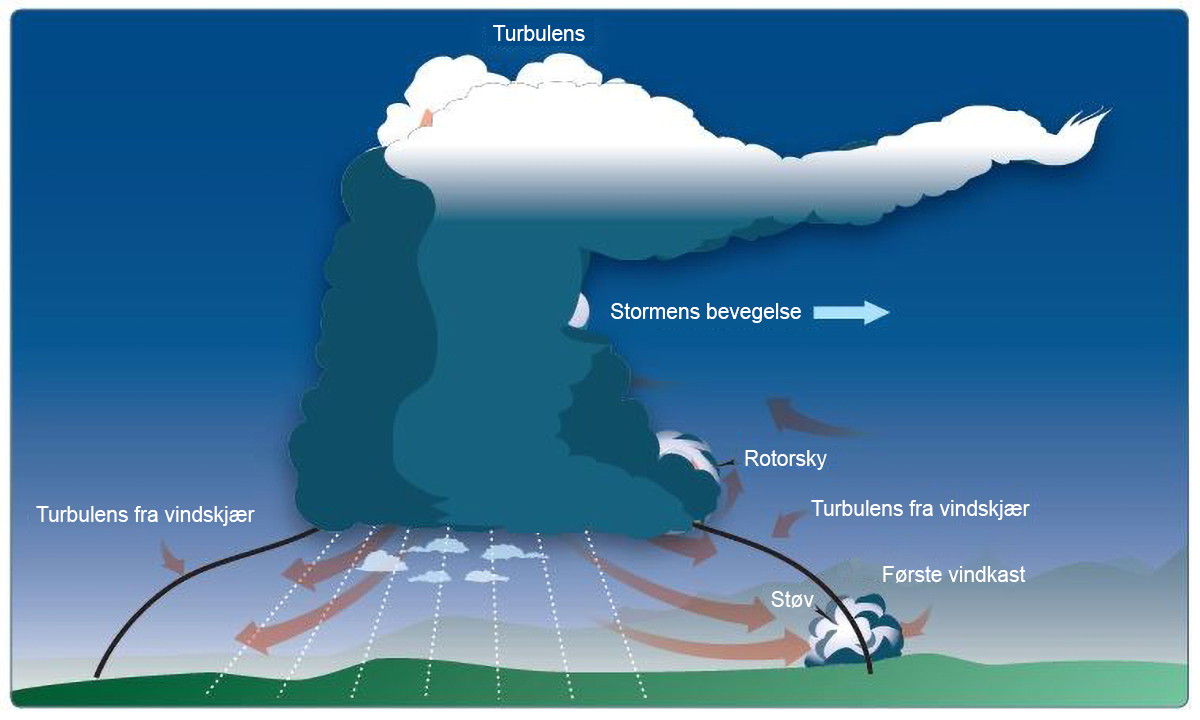 Turbulens
Stormens bevegelse
Rotorsky
Turbulens fra vindskjær
Turbulens fra vindskjær
Første vindkast
Støv